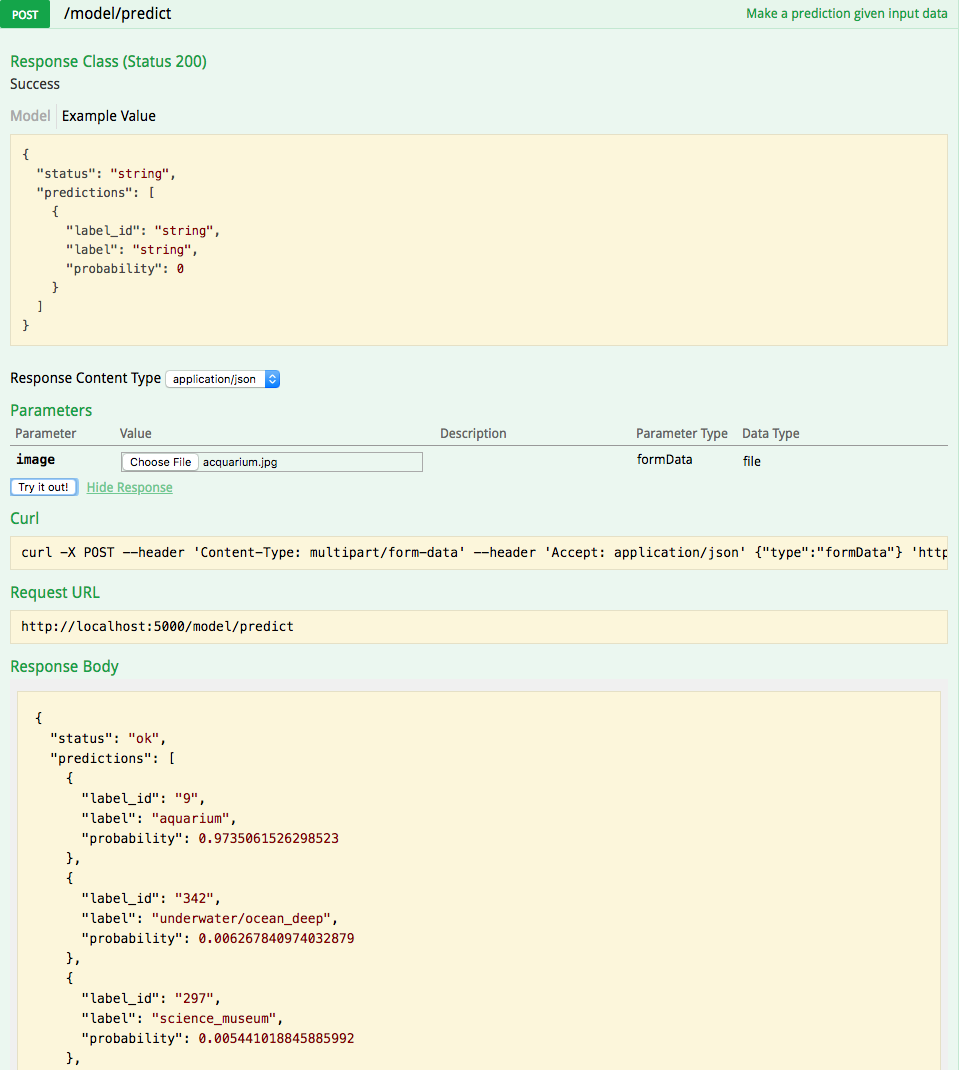 POST /model/predict Make a prediction given input data
Response Class (Status 200)
Success
Model Example Value
{
  "status": "string",
  "predictions": [
    {
      "label_id": "string",
      "label": "string",
      "probability": 0
    }
  ]
}
Response Content Type application/json
Parameters
Parameter Value Description Parameter Type Data Type
image Choose File acquarium.jpg formData file
Try it out! Hide Response
Curl
curl -X POST --header 'Content-Type: multipart/form-data' --header 'Accept: application/json' {"type":"formData"} 'http
Request URL
http://localhost:5000/model/predict
Response Body
{
  "status": "ok",
  "predictions": [
    {
      "label_id": "9",
      "label": "aquarium",
      "probability": 0.9735061526298523
    },
    {
      "label_id": "342",
      "label": "underwater/ocean_deep",
      "probability": 0.006267840974032879
    },
    {
      "label_id": "297",
      "label": "science_museum",
      "probability": 0.005441018845885992
    },